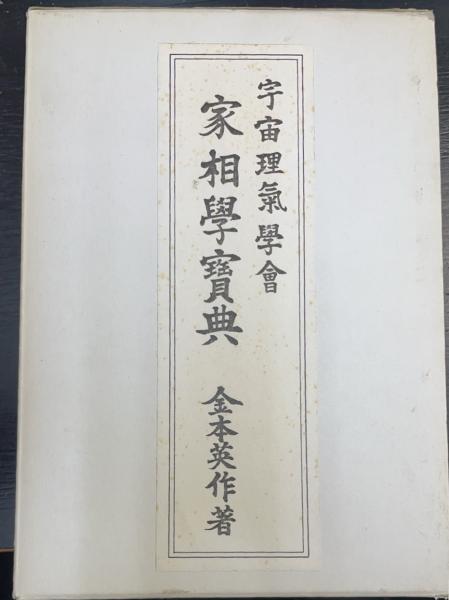 宇宙理氣學會
家相學寶典
金本英作著